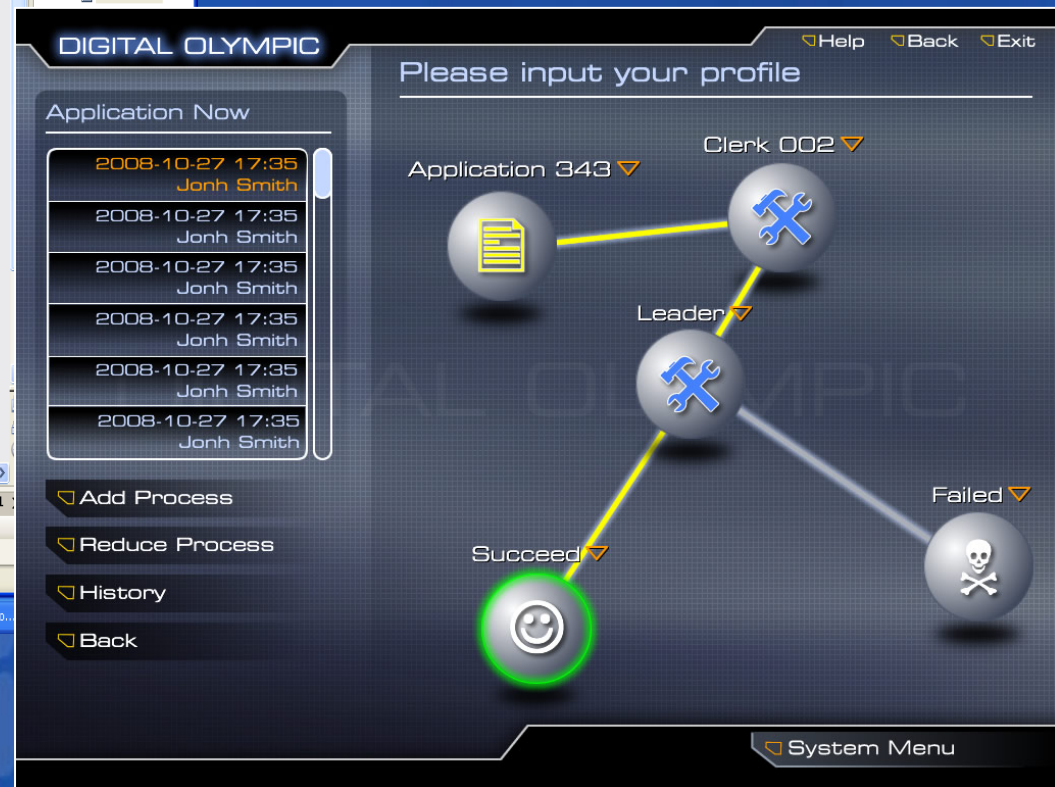 DIGITAL OLYMPIC
Help
Back
Exit
Please input your profile
Application Now
2008-10-27 17:35
Jonh Smith
2008-10-27 17:35
Jonh Smith
2008-10-27 17:35
Jonh Smith
2008-10-27 17:35
Jonh Smith
2008-10-27 17:35
Jonh Smith
2008-10-27 17:35
Jonh Smith
Add Process
Reduce Process
History
Back
Application 343
Clerk 002
Leader
Succeed
Failed
DIGITAL OLYMPIC
System Menu